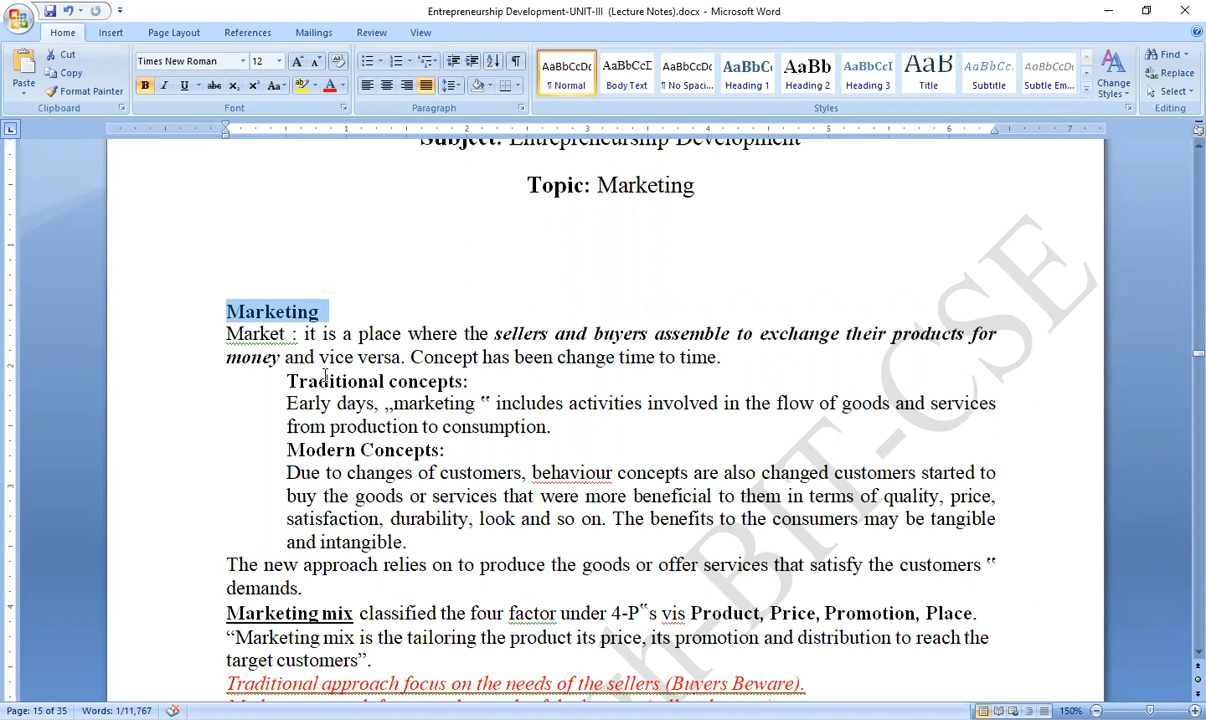 Entrepreneurship Development-UNIT-III (Lecture Notes).docx - Microsoft Word
Home Insert Page Layout References Mailings Review View
Paste
Cut
Copy
Format Painter
Clipboard
Times New Roman 12
Font
Paragraph
AaBbCcDc AaBbCcI AaBbCcDc AaBbC AaBb AaBbCc AaB AaBbCc. AaBbCcDc
¶ Normal Body Text ¶ No Spaci... Heading 1 Heading 2 Heading 3 Title Subtitle Subtle Em...
Styles
Change Styles
Find
Replace
Select
Editing
Subject: Entrepreneurship Development
Topic: Marketing
Marketing
Market : it is a place where the sellers and buyers assemble to exchange their products for
money and vice versa. Concept has been change time to time.
Traditional concepts:
Early days, „marketing ‟ includes activities involved in the flow of goods and services
from production to consumption.
Modern Concepts:
Due to changes of customers, behaviour concepts are also changed customers started to
buy the goods or services that were more beneficial to them in terms of quality, price,
satisfaction, durability, look and so on. The benefits to the consumers may be tangible
and intangible.
The new approach relies on to produce the goods or offer services that satisfy the customers ‟
demands.
Marketing mix classified the four factor under 4-P‟s vis Product, Price, Promotion, Place.
“Marketing mix is the tailoring the product its price, its promotion and distribution to reach the
target customers”.
Traditional approach focus on the needs of the sellers (Buyers Beware).
BIT-CSE
Page: 15 of 35 Words: 1/11,767 150%